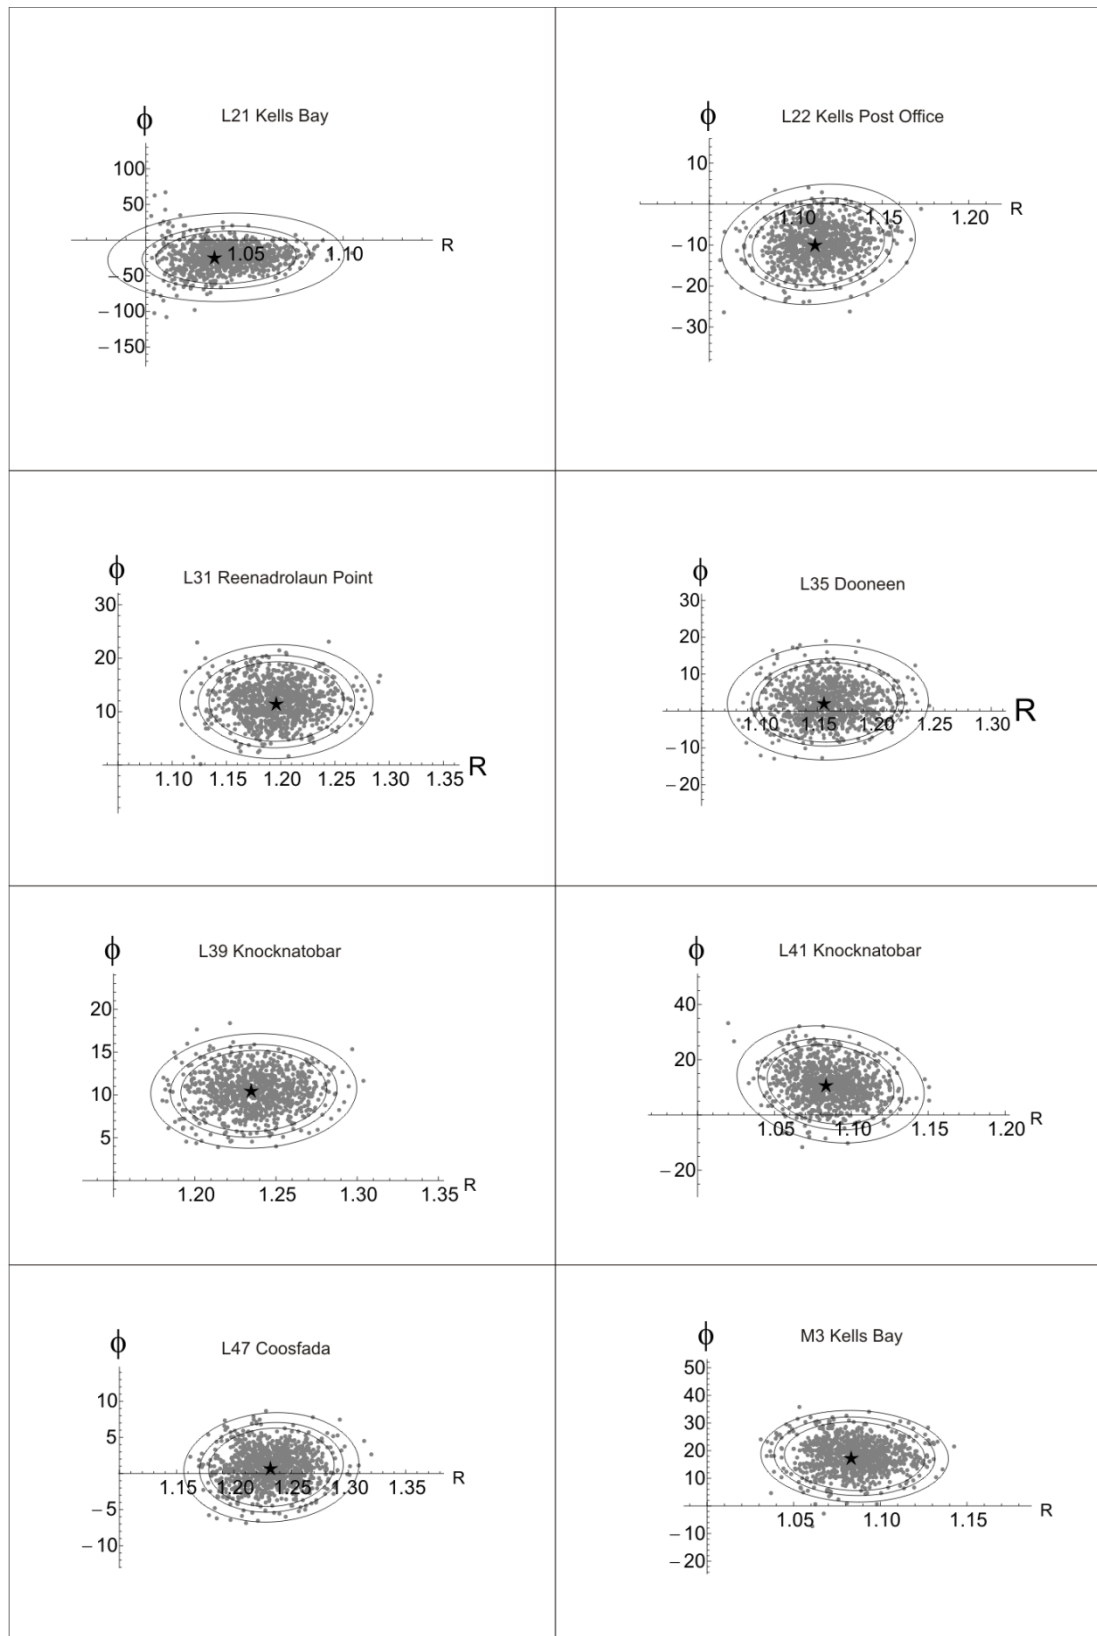 L21 Kells Bay
ϕ
100
50
R
1.05
1.10
−50
−100
−150
L22 Kells Post Office
ϕ
10
R
1.10
1.15
1.20
−10
−20
−30
L31 Reenadrolaun Point
ϕ
30
20
10
R
1.10 1.15 1.20 1.25 1.30 1.35
L35 Dooneen
ϕ
30
20
10
R
1.10 1.15 1.20 1.25 1.30
−10
−20
L39 Knocknatobar
ϕ
20
15
10
5
R
1.20 1.25 1.30 1.35
L41 Knocknatobar
ϕ
40
20
R
1.05 1.10 1.15 1.20
−20
L47 Coosfada
ϕ
10
5
R
1.15 1.20 1.25 1.30 1.35
−5
−10
M3 Kells Bay
ϕ
50
40
30
20
10
R
1.05 1.10 1.15
−10
−20